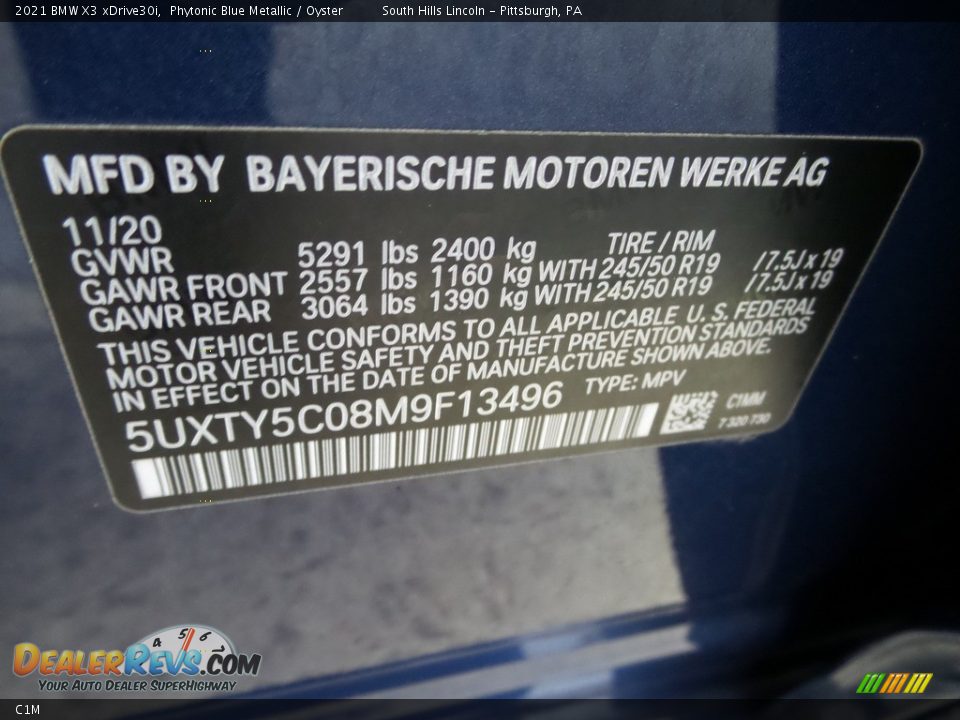 2021 BMW X3 xDrive30i, Phytonic Blue Metallic / Oyster South Hills Lincoln - Pittsburgh, PA
MFD BY BAYERISCHE MOTOREN WERKE AG
11/20
GVWR 5291 lbs 2400 kg TIRE / RIM
GAWR FRONT 2557 lbs 1160 kg WITH 245/50 R19 /7.5J x 19
GAWR REAR 3064 lbs 1390 kg WITH 245/50 R19 /7.5J x 19
THIS VEHICLE CONFORMS TO ALL APPLICABLE U. S. FEDERAL
MOTOR VEHICLE SAFETY AND THEFT PREVENTION STANDARDS
IN EFFECT ON THE DATE OF MANUFACTURE SHOWN ABOVE.
5UXTY5C08M9F13496 TYPE: MPV
C1MM
7 320 730
4 5 6
DEALERREVS.COM
YOUR AUTO DEALER SUPERHIGHWAY
C1M